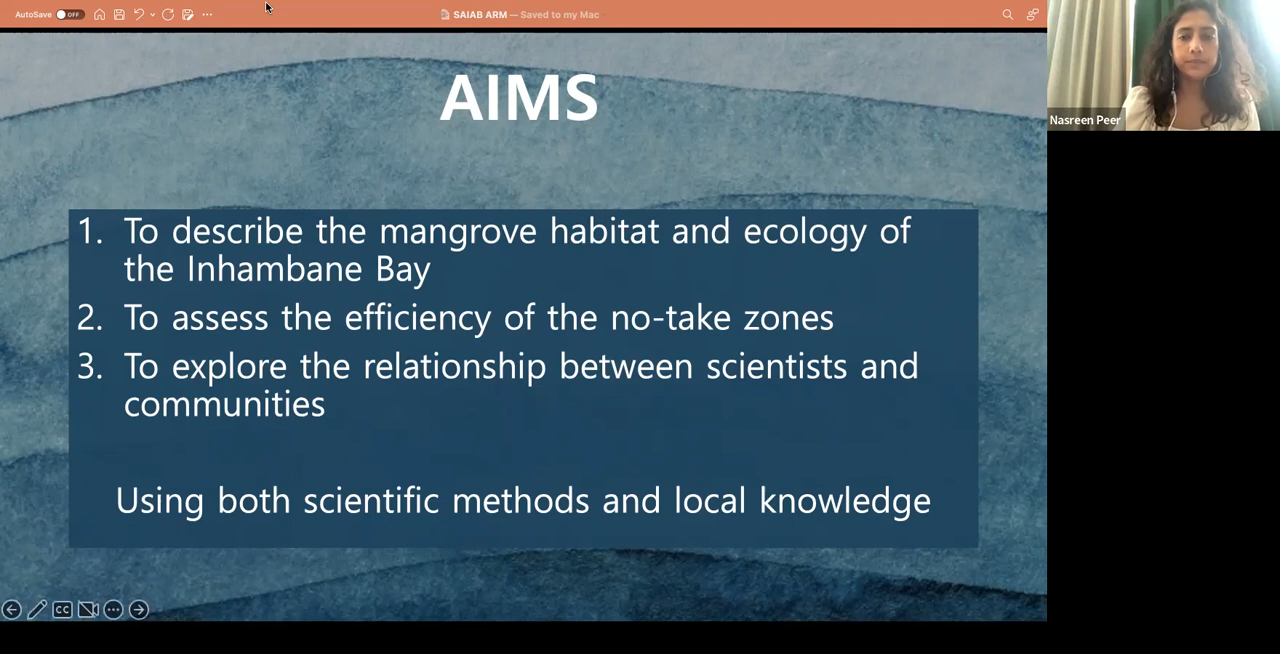 AutoSave OFF
SAIAB ARM — Saved to my Mac
Nasreen Peer
AIMS
1. To describe the mangrove habitat and ecology of
the Inhambane Bay
2. To assess the efficiency of the no-take zones
3. To explore the relationship between scientists and
communities
Using both scientific methods and local knowledge
CC